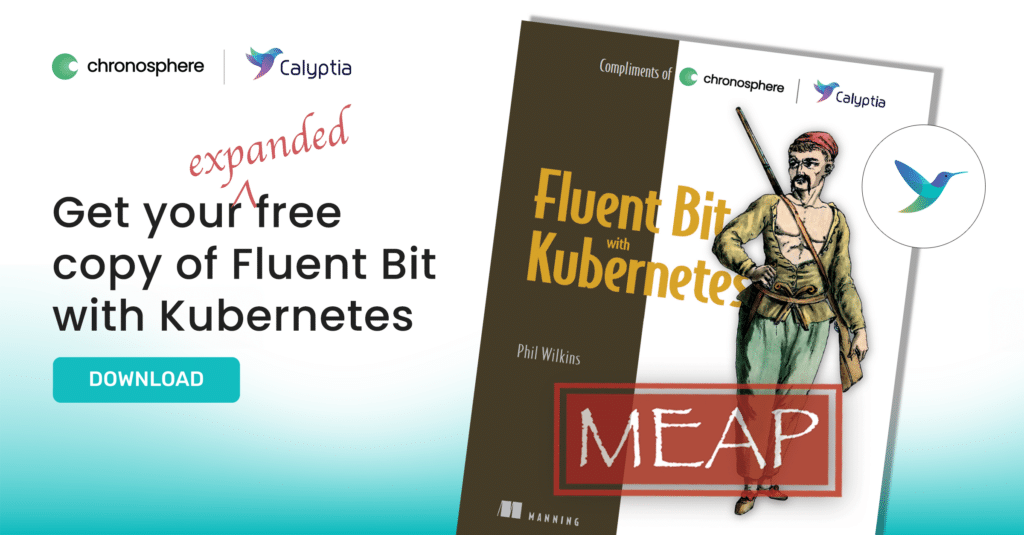 chronosphere
Calyptia
expanded
Get your free
copy of Fluent Bit
with Kubernetes
DOWNLOAD
Compliments of
chronosphere
Calyptia
Fluent Bit
with
Kubernetes
Phil Wilkins
MEAP
MANNING